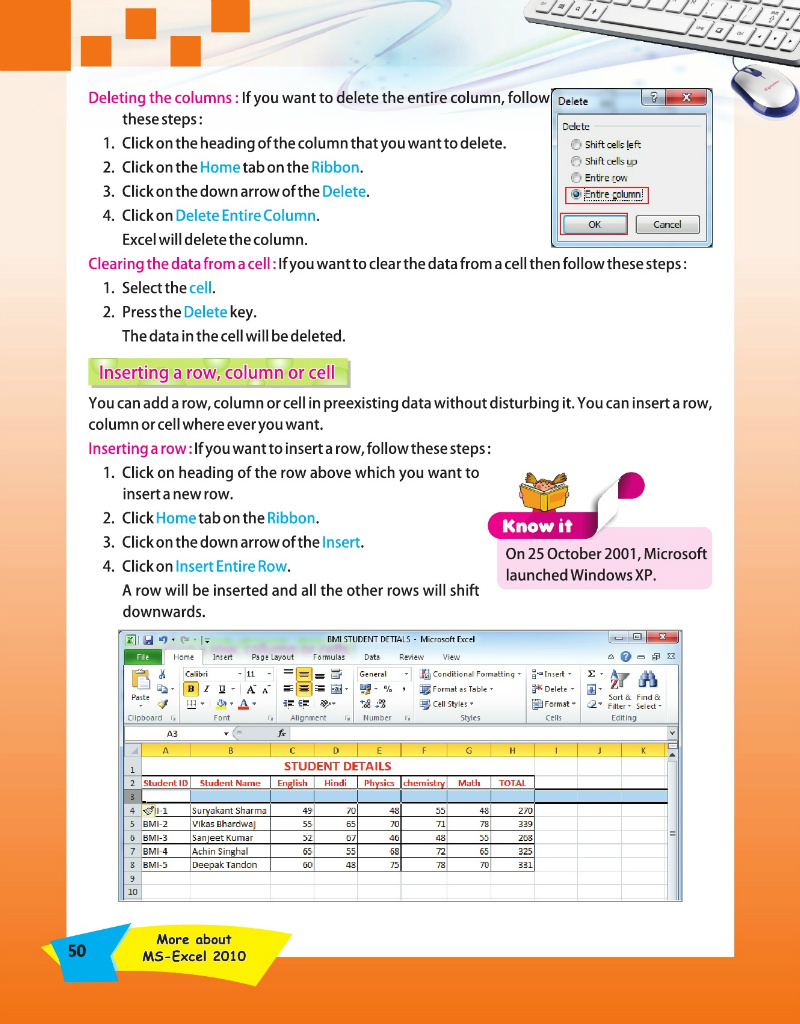 Deleting the columns : If you want to delete the entire column, follow
these steps :
1. Click on the heading of the column that you want to delete.
2. Click on the Home tab on the Ribbon.
3. Click on the down arrow of the Delete.
4. Click on Delete Entire Column.
Excel will delete the column.
Delete
?
X
Delete
Shift cells left
Shift cells up
Entire row
Entire column
OK Cancel
Clearing the data from a cell : If you want to clear the data from a cell then follow these steps :
1. Select the cell.
2. Press the Delete key.
The data in the cell will be deleted.
Inserting a row, column or cell
You can add a row, column or cell in preexisting data without disturbing it. You can insert a row,
column or cell where ever you want.
Inserting a row : If you want to insert a row, follow these steps :
1. Click on heading of the row above which you want to
insert a new row.
2. Click Home tab on the Ribbon.
3. Click on the down arrow of the Insert.
4. Click on Insert Entire Row.
A row will be inserted and all the other rows will shift
downwards.
Know it
On 25 October 2001, Microsoft
launched Windows XP.
BMI STUDENT DETIALS - Microsoft Excel
File Home Insert Page Layout Formulas Data Review View
Calibri 11 General Conditional Formatting Insert Σ
Paste B I U A A % , Format as Table Delete Sort & Find &
A Cell Styles Format Filter Select
Clipboard Font Alignment Number Styles Cells Editing
A3 fx
A B C D E F G H I J K
1 STUDENT DETAILS
2 Student ID Student Name English Hindi Physics chemistry Math TOTAL
3
4 I-1 Suryakant Sharma 49 70 48 55 48 270
5 BMI-2 Vikas Bhardwaj 55 65 70 71 78 339
6 BMI-3 Sanjeet Kumar 52 67 46 48 55 268
7 BMI-4 Achin Singhal 65 55 68 72 65 325
8 BMI-5 Deepak Tandon 60 48 75 78 70 331
9
10
50
More about
MS-Excel 2010